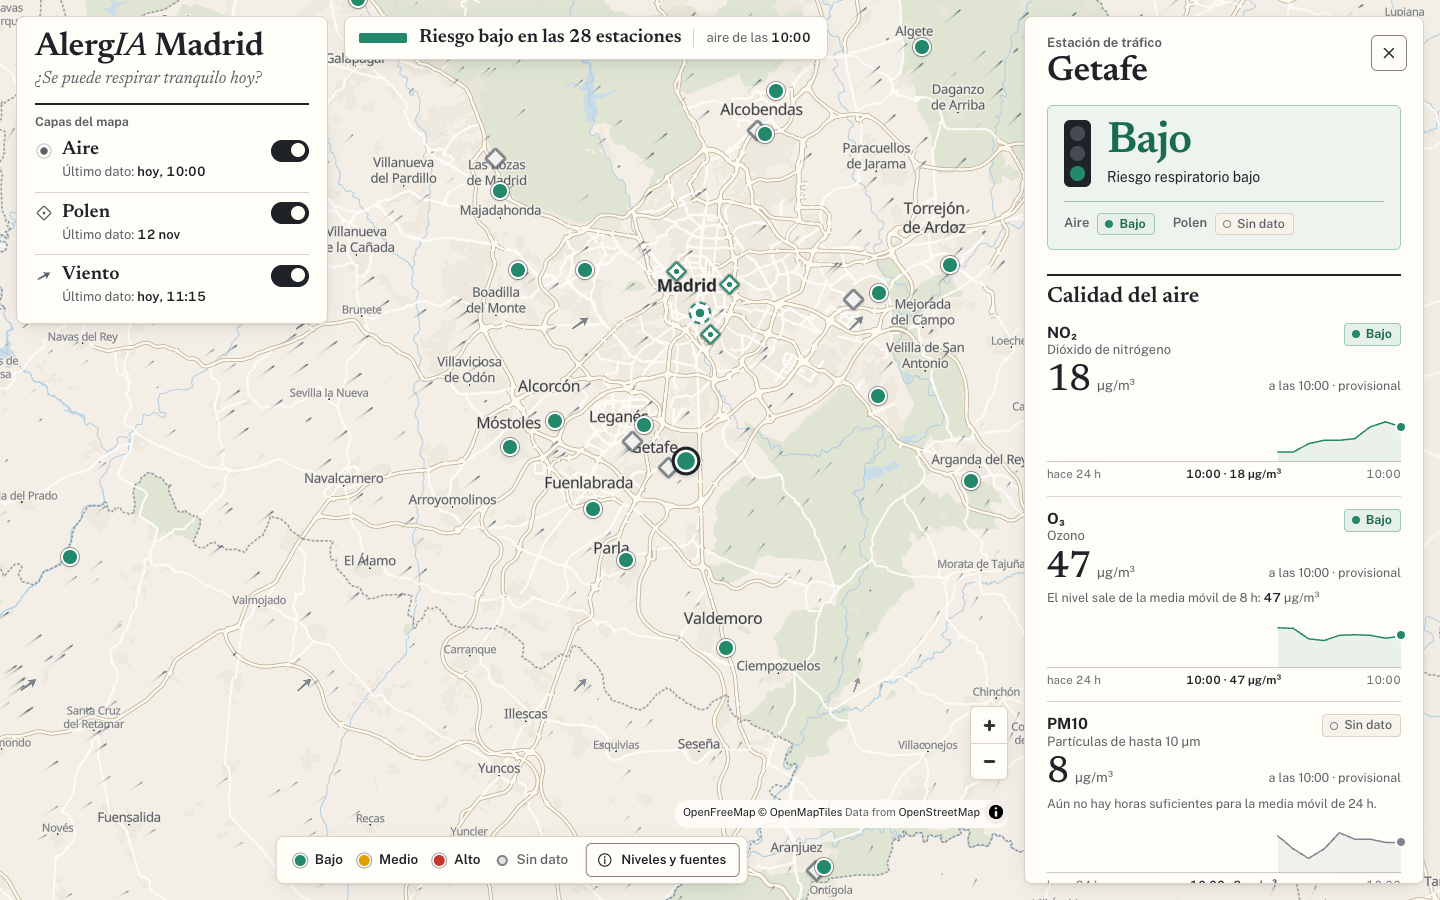 AlergIA Madrid
¿Se puede respirar tranquilo hoy?
Capas del mapa
Aire
Último dato: hoy, 10:00
Polen
Último dato: 12 nov
Viento
Último dato: hoy, 11:15
Riesgo bajo en las 28 estaciones
aire de las 10:00
Estación de tráfico
Getafe
Bajo
Riesgo respiratorio bajo
Aire Bajo Polen Sin dato
Calidad del aire
NO₂ Bajo
Dióxido de nitrógeno
18 µg/m³ a las 10:00 · provisional
hace 24 h 10:00 · 18 µg/m³ 10:00
O₃ Bajo
Ozono
47 µg/m³ a las 10:00 · provisional
El nivel sale de la media móvil de 8 h: 47 µg/m³
hace 24 h 10:00 · 47 µg/m³ 10:00
PM10 Sin dato
Partículas de hasta 10 µm
8 µg/m³ a las 10:00 · provisional
Aún no hay horas suficientes para la media móvil de 24 h.
Algete
Lupiana
Galapagar
Alcobendas
Daganzo
de Arriba
Villanueva
del Pardillo
Las Rozas
de Madrid
Majadahonda
Paracuellos
de Jarama
Torrejón
de Ardoz
Villanueva
de la Cañada
Madrid
Boadilla
del Monte
Brunete
Mejorada
del Campo
Navas del Rey
Velilla de San
Antonio
Villaviciosa
de Odón
Sevilla la Nueva
Alcorcón
Móstoles
Leganés
Getafe
Arganda del Rey
Navalcarnero
Fuenlabrada
Arroyomolinos
Parla
El Álamo
Morata de Tajuña
Valmojado
Valdemoro
Carranque
Ciempozuelos
Chinchón
Santa Cruz
del Retamar
Illescas
Esquivias
Seseña
Villaconejos
Yuncos
Fuensalida
Novés
Recas
Yuncler
Aranjuez
Ontígola
+
−
OpenFreeMap © OpenMapTiles Data from OpenStreetMap
Bajo Medio Alto Sin dato Niveles y fuentes